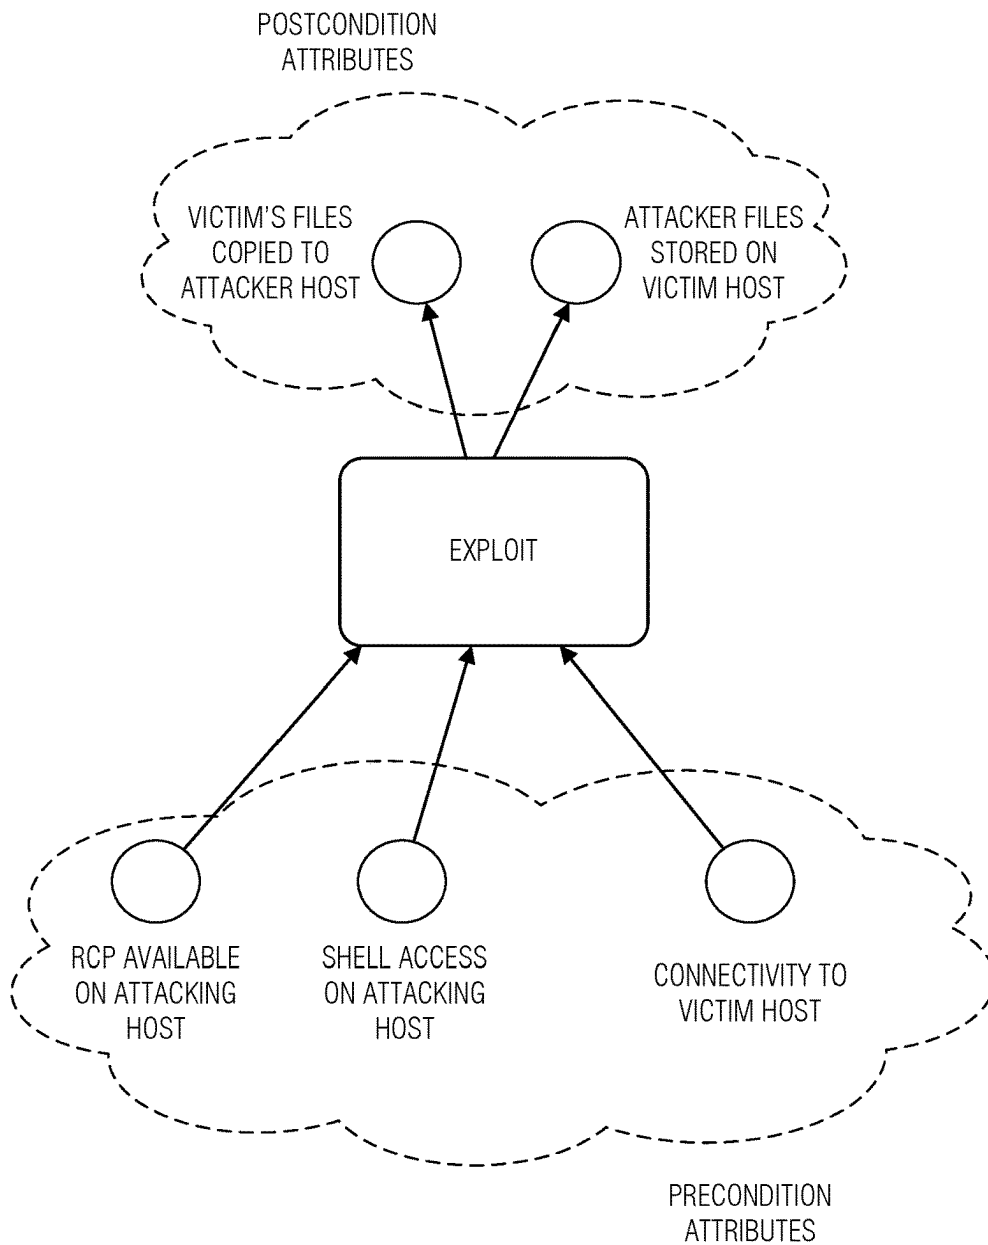 POSTCONDITION
ATTRIBUTES
VICTIM'S FILES
COPIED TO
ATTACKER HOST
ATTACKER FILES
STORED ON
VICTIM HOST
EXPLOIT
RCP AVAILABLE
ON ATTACKING
HOST
SHELL ACCESS
ON ATTACKING
HOST
CONNECTIVITY TO
VICTIM HOST
PRECONDITION
ATTRIBUTES